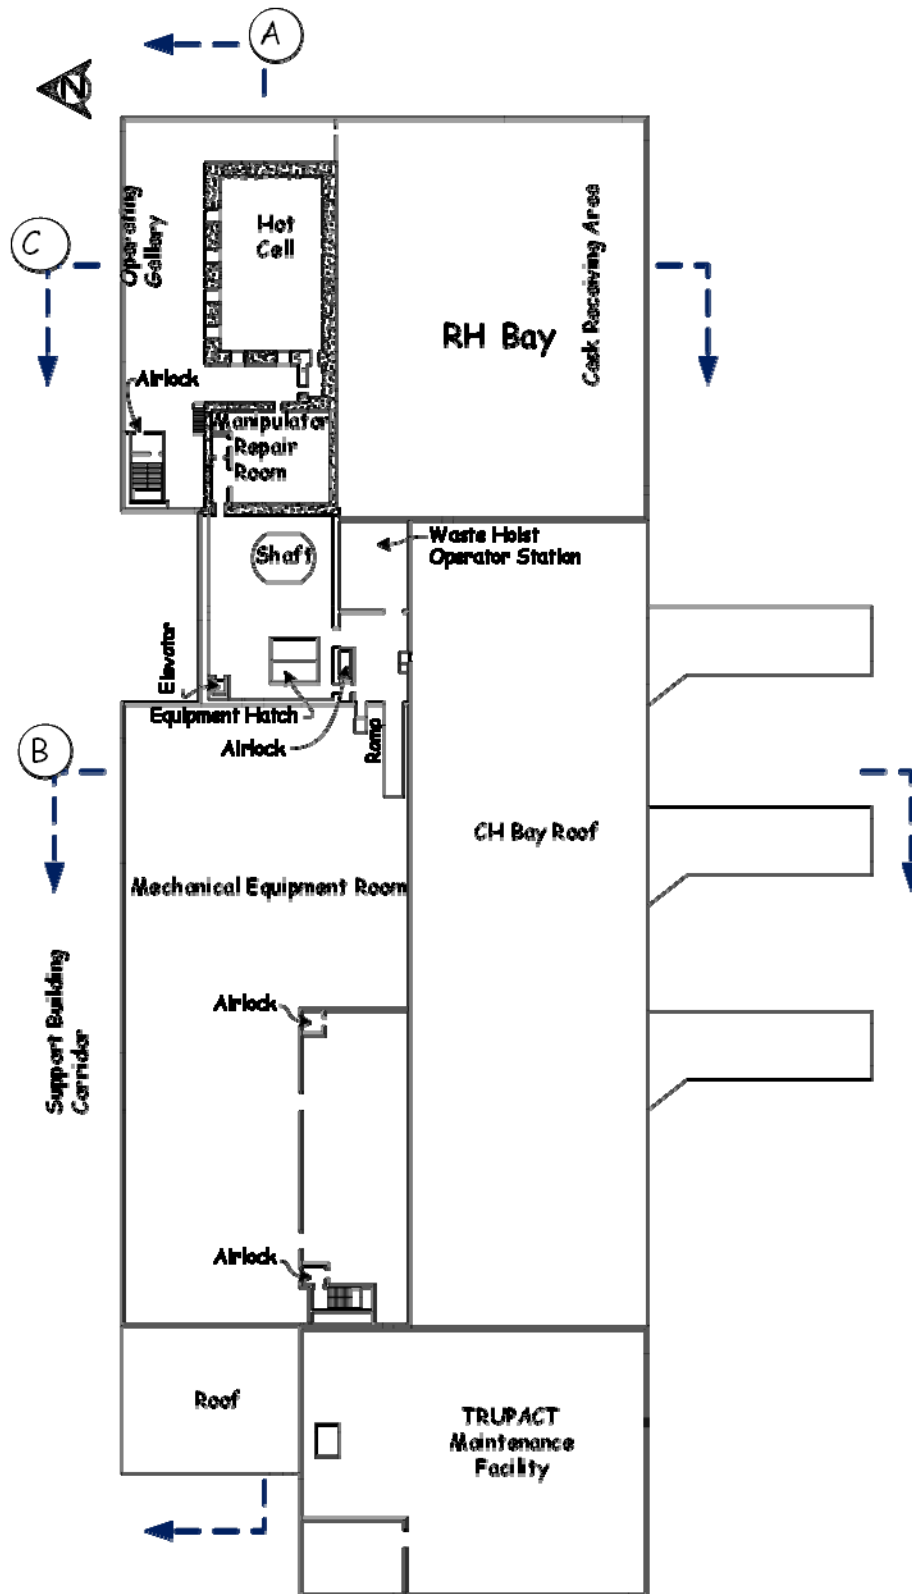 A
N
C
Operating
Gallery
Hot
Cell
RH Bay
Cask Receiving Area
Airlock
Manipulator
Repair
Room
Shaft
Waste Hoist
Operator Station
Elevator
Equipment Hatch
Airlock
Ramp
B
CH Bay Roof
Mechanical Equipment Room
Support Building
Corridor
Airlock
Airlock
Roof
TRUPACT
Maintenance
Facility